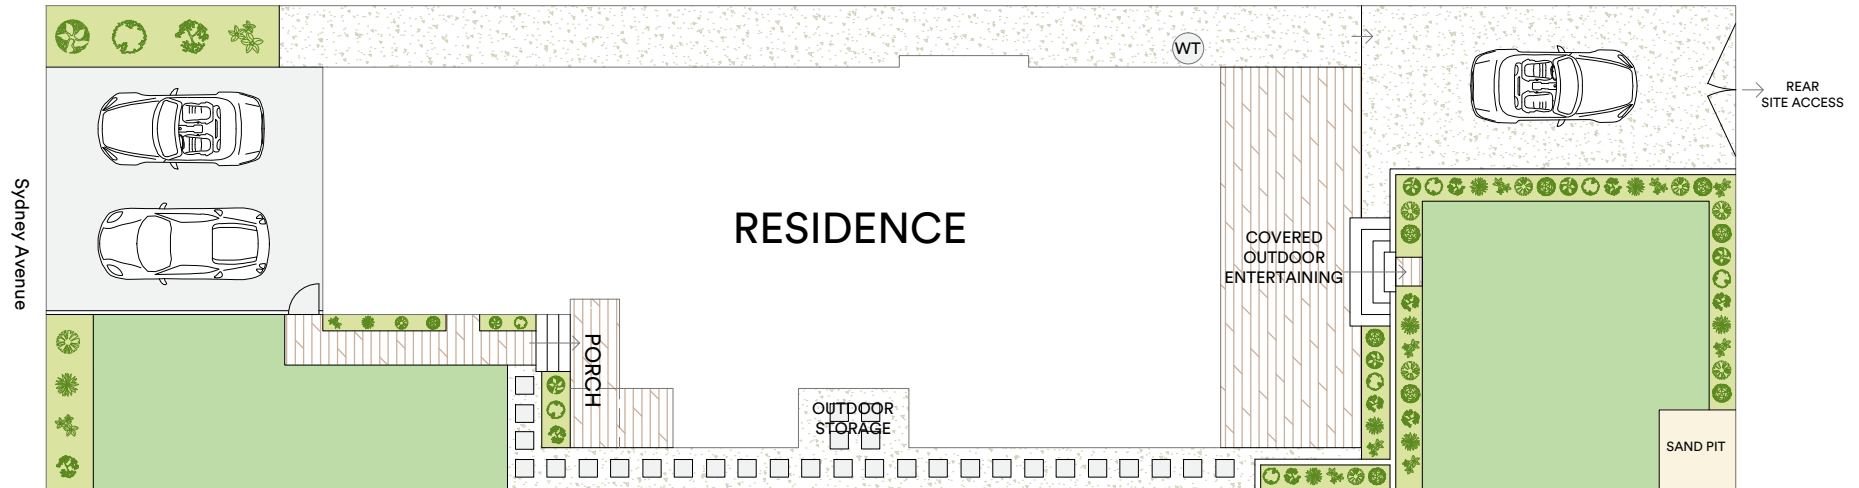 WT
REAR
SITE ACCESS
Sydney Avenue
RESIDENCE
COVERED
OUTDOOR
ENTERTAINING
PORCH
OUTDOOR
STORAGE
SAND PIT